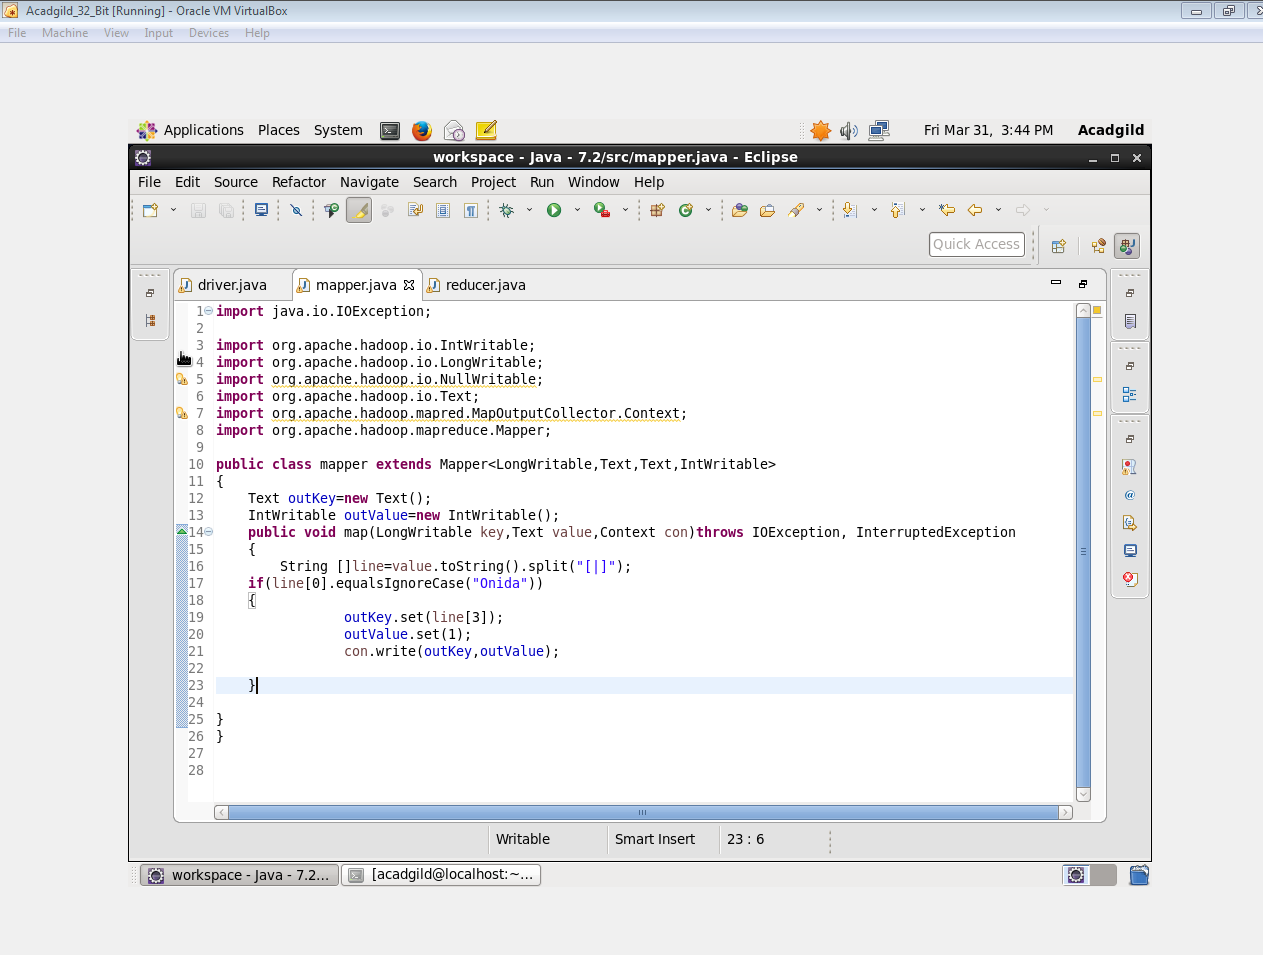 Acadgild_32_Bit [Running] - Oracle VM VirtualBox
File Machine View Input Devices Help
Applications Places System Fri Mar 31, 3:44 PM Acadgild
workspace - Java - 7.2/src/mapper.java - Eclipse
File Edit Source Refactor Navigate Search Project Run Window Help
Quick Access
driver.java mapper.java reducer.java
1 import java.io.IOException;
2
3 import org.apache.hadoop.io.IntWritable;
4 import org.apache.hadoop.io.LongWritable;
5 import org.apache.hadoop.io.NullWritable;
6 import org.apache.hadoop.io.Text;
7 import org.apache.hadoop.mapred.MapOutputCollector.Context;
8 import org.apache.hadoop.mapreduce.Mapper;
9
10 public class mapper extends Mapper<LongWritable,Text,Text,IntWritable>
11 {
12 Text outKey=new Text();
13 IntWritable outValue=new IntWritable();
14 public void map(LongWritable key,Text value,Context con)throws IOException, InterruptedException
15 {
16 String []line=value.toString().split("[|]");
17 if(line[0].equalsIgnoreCase("Onida"))
18 {
19 outKey.set(line[3]);
20 outValue.set(1);
21 con.write(outKey,outValue);
22
23 }
24
25 }
26 }
27
28
Writable Smart Insert 23 : 6
workspace - Java - 7.2... [acadgild@localhost:~...